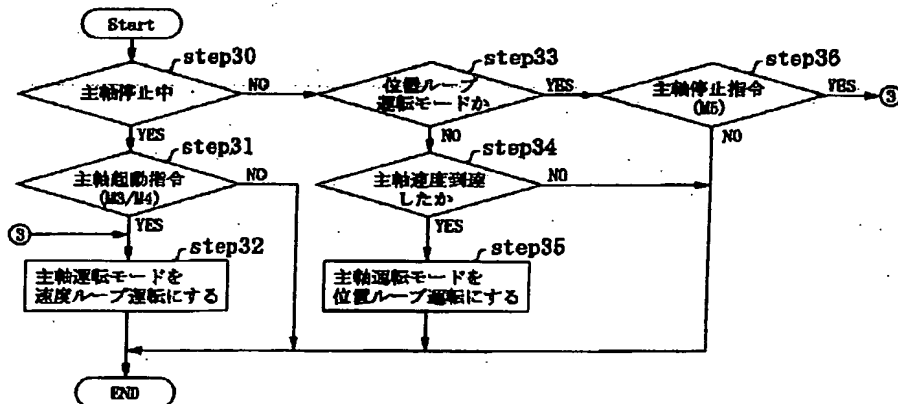 Start
step30
主軸停止中
NO
YES
step31
主軸起動指令
(M3/M4)
NO
YES
③
step32
主軸運転モードを
速度ループ運転にする
END
step33
位置ループ
運転モードか
YES
NO
step34
主軸速度到達
したか
NO
YES
step35
主軸運転モードを
位置ループ運転にする
step36
主軸停止指令
(M5)
YES
③
NO